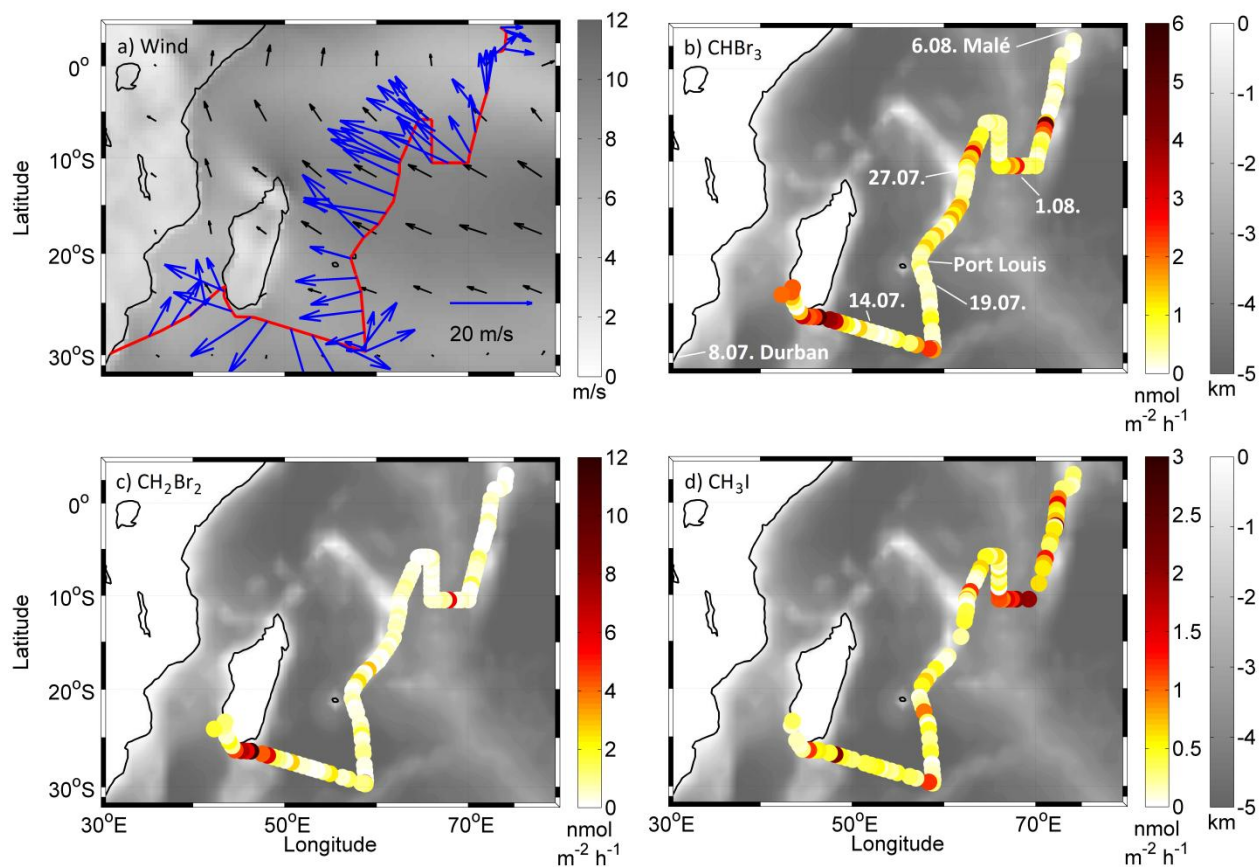 a) Wind
20 m/s
0°
10°S
20°S
30°S
Latitude
12
10
8
6
4
2
0
m/s
b) CHBr3
6.08. Malé
27.07.
1.08.
Port Louis
14.07.
19.07.
8.07. Durban
6
5
4
3
2
1
0
nmol
m-2 h-1
0
-1
-2
-3
-4
-5
km
c) CH2Br2
0°
10°S
20°S
30°S
Latitude
30°E
50°E
70°E
Longitude
12
10
8
6
4
2
0
nmol
m-2 h-1
d) CH3I
30°E
50°E
70°E
Longitude
3
2.5
2
1.5
1
0.5
0
nmol
m-2 h-1
0
-1
-2
-3
-4
-5
km